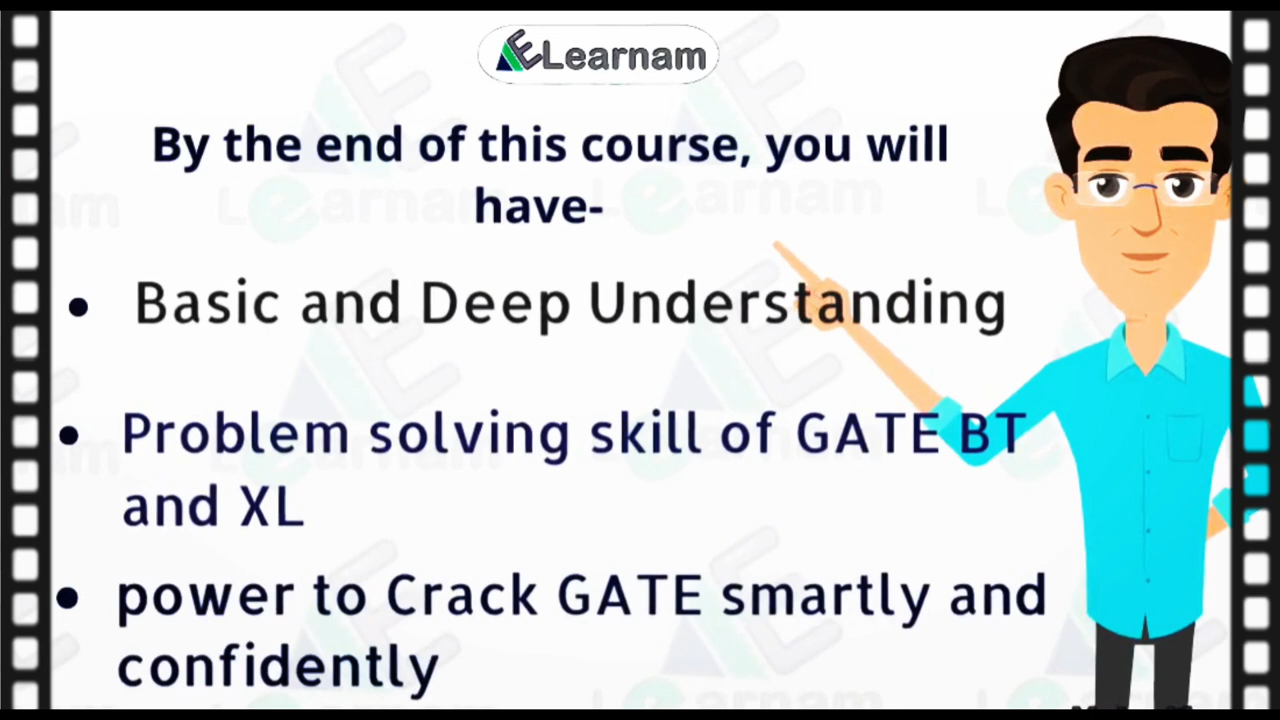 ELearnam
By the end of this course, you will
have-
• Basic and Deep Understanding
• Problem solving skill of GATE BT
and XL
• power to Crack GATE smartly and
confidently